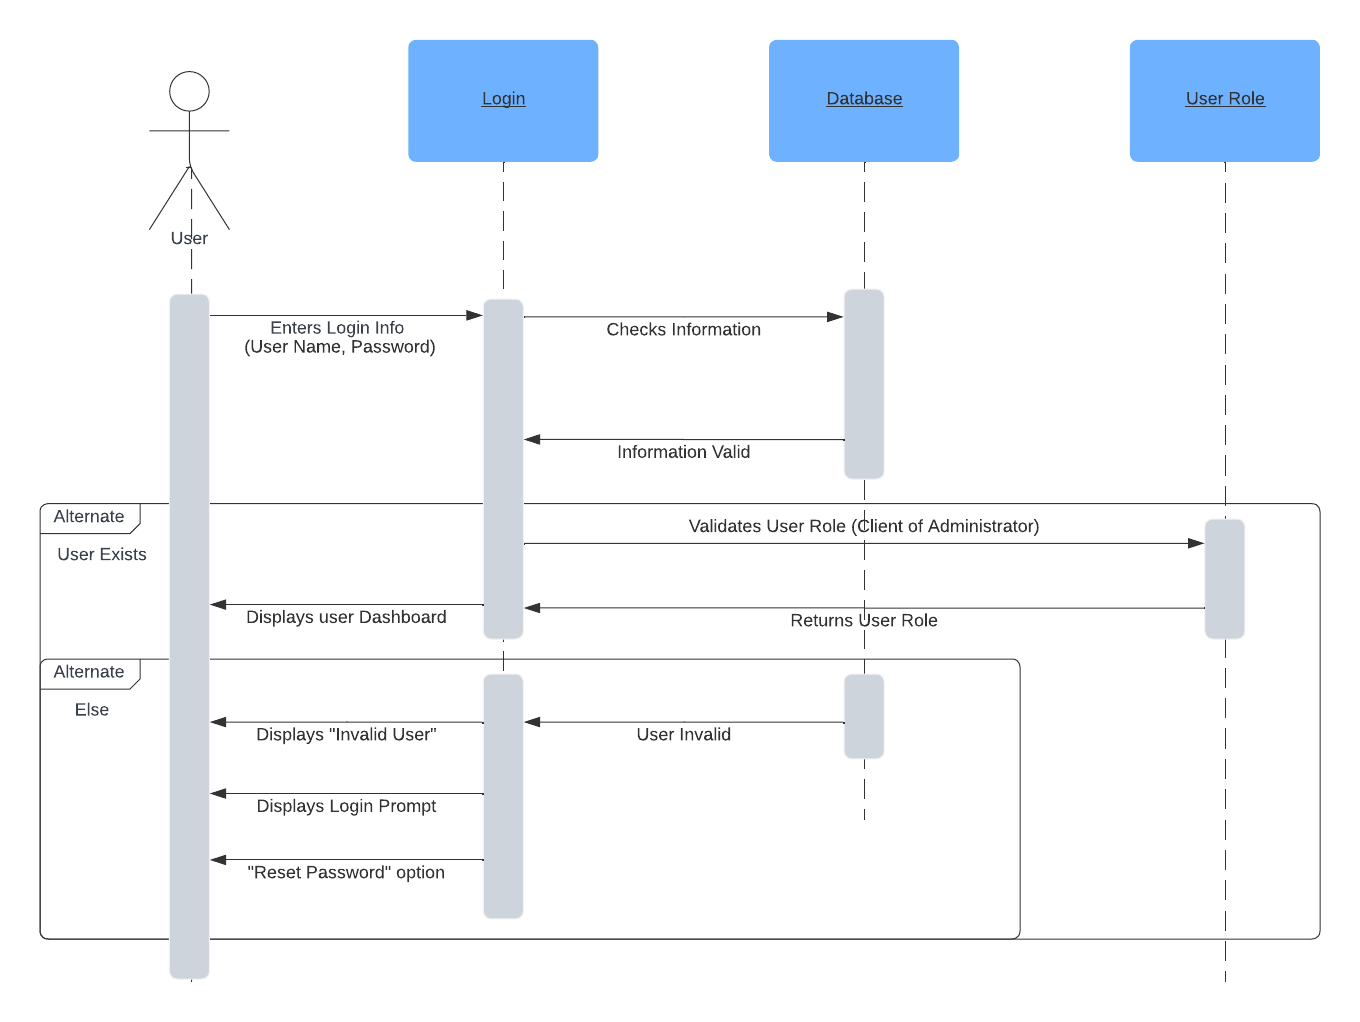 Login
Database
User Role
User
Enters Login Info
(User Name, Password)
Checks Information
Information Valid
Alternate
Validates User Role (Client of Administrator)
User Exists
Displays user Dashboard
Returns User Role
Alternate
Else
Displays "Invalid User"
User Invalid
Displays Login Prompt
"Reset Password" option